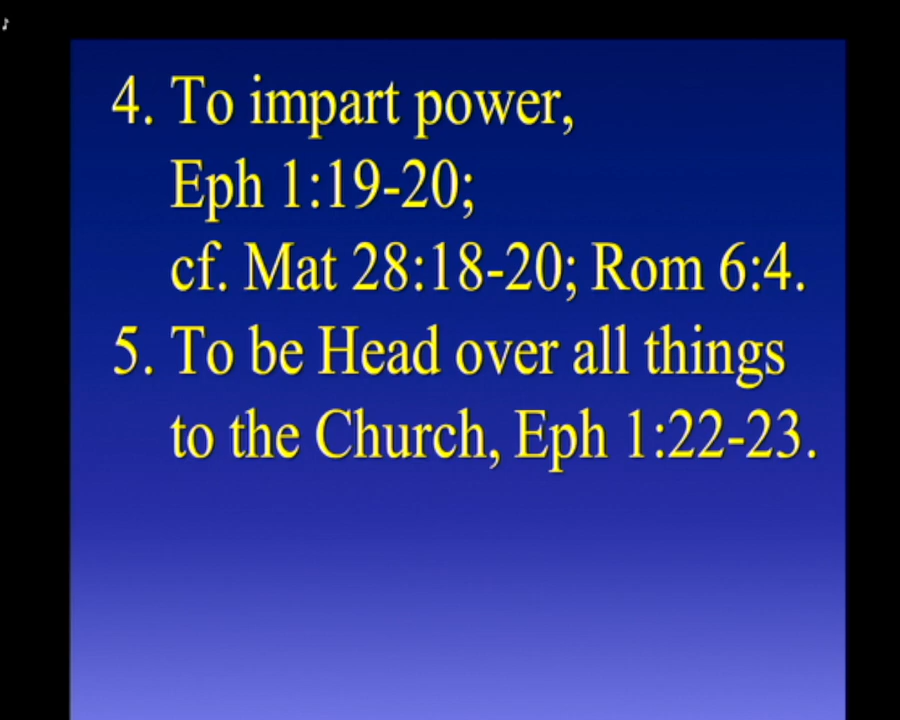 4. To impart power,
Eph 1:19-20;
cf. Mat 28:18-20; Rom 6:4.
5. To be Head over all things
to the Church, Eph 1:22-23.